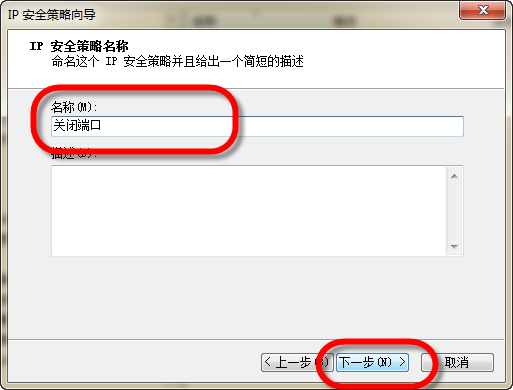 IP 安全策略向导
IP 安全策略名称
命名这个 IP 安全策略并且给出一个简短的描述
名称(M):
关闭端口
描述(D):
< 上一步(B)
下一步(N) >
取消